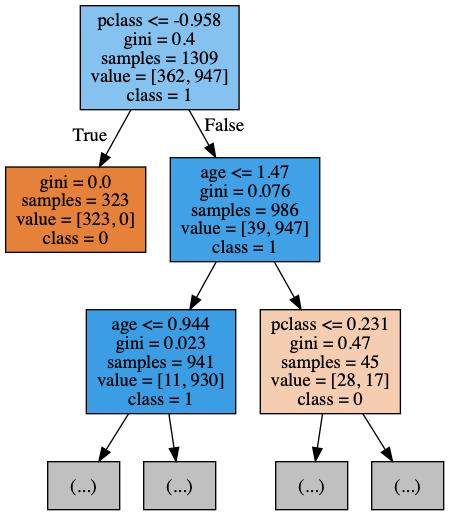 pclass <= -0.958
gini = 0.4
samples = 1309
value = [362, 947]
class = 1
True
False
gini = 0.0
samples = 323
value = [323, 0]
class = 0
age <= 1.47
gini = 0.076
samples = 986
value = [39, 947]
class = 1
age <= 0.944
gini = 0.023
samples = 941
value = [11, 930]
class = 1
pclass <= 0.231
gini = 0.47
samples = 45
value = [28, 17]
class = 0
(...)
(...)
(...)
(...)